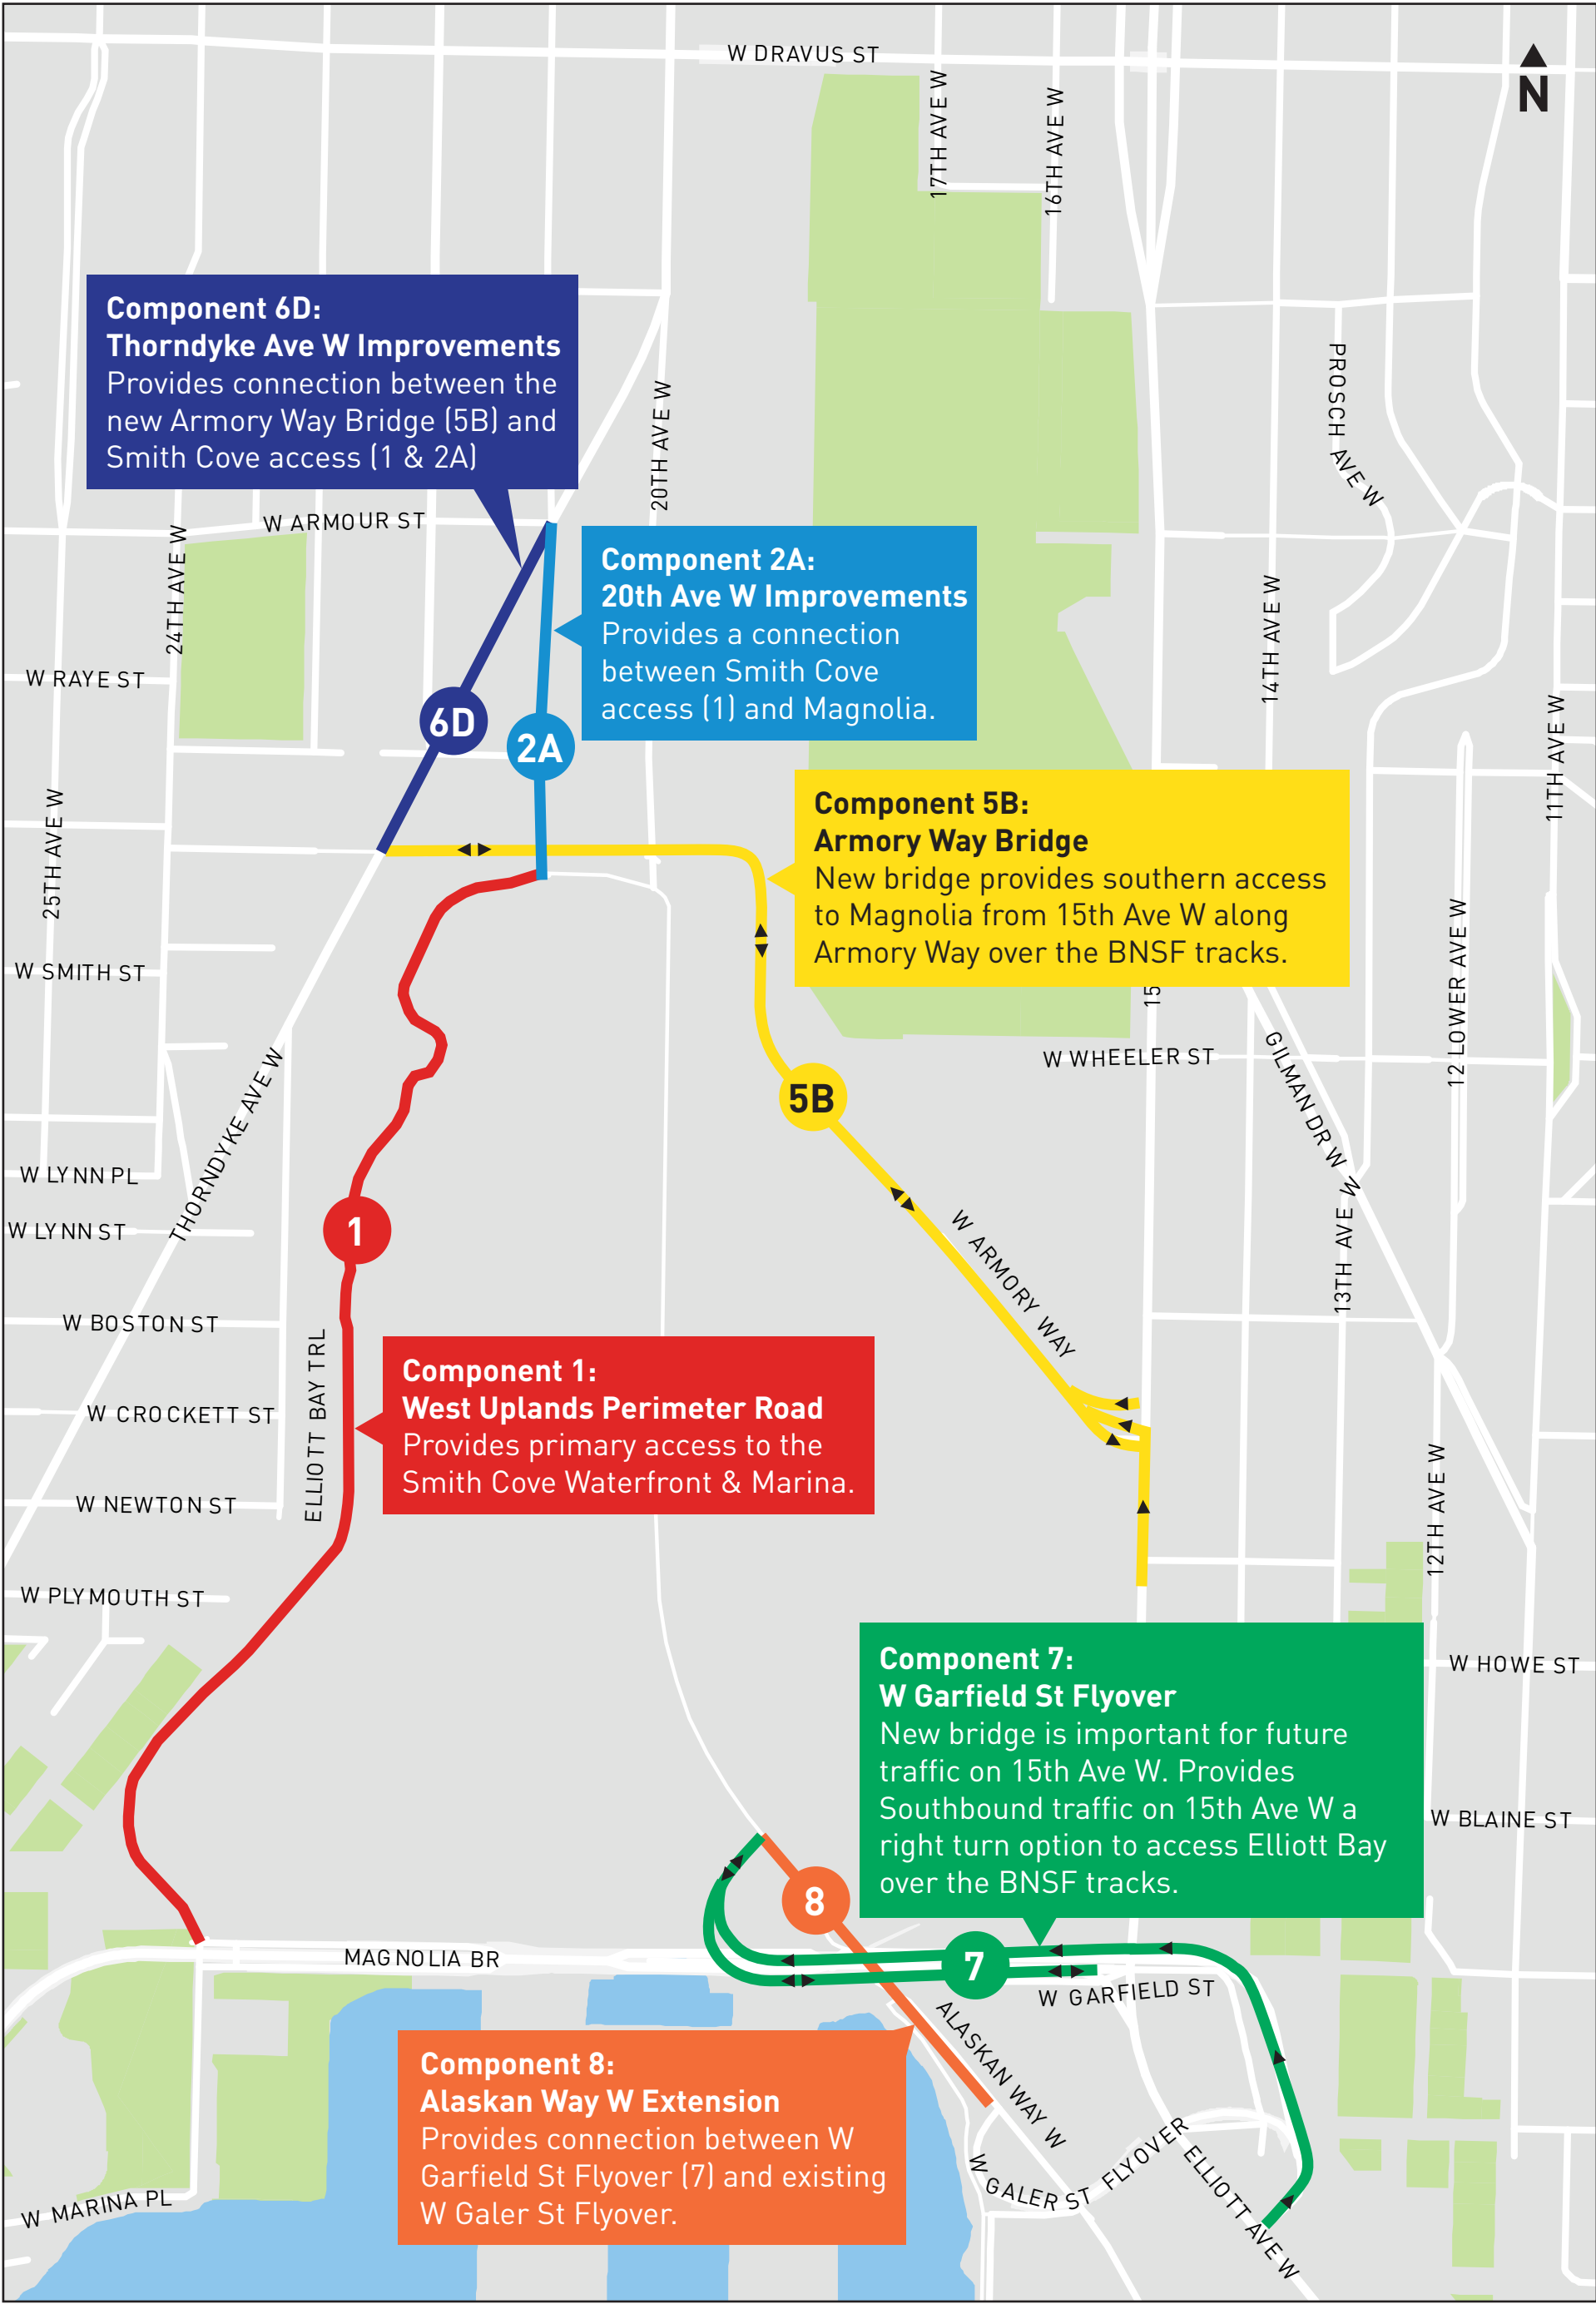 W DRAVUS ST
N
17TH AVE W
16TH AVE W
Component 6D:
Thorndyke Ave W Improvements
Provides connection between the
new Armory Way Bridge (5B) and
Smith Cove access (1 & 2A)
PROSCH AVE W
20TH AVE W
W ARMOUR ST
24TH AVE W
Component 2A:
20th Ave W Improvements
Provides a connection
between Smith Cove
access (1) and Magnolia.
14TH AVE W
W RAYE ST
6D
2A
11TH AVE W
25TH AVE W
Component 5B:
Armory Way Bridge
New bridge provides southern access
to Magnolia from 15th Ave W along
Armory Way over the BNSF tracks.
12 LOWER AVE W
W SMITH ST
15
GILMAN DR W
W WHEELER ST
THORNDYKE AVE W
5B
W LYNN PL
13TH AVE W
W LYNN ST
1
W ARMORY WAY
W BOSTON ST
ELLIOTT BAY TRL
Component 1:
West Uplands Perimeter Road
Provides primary access to the
Smith Cove Waterfront & Marina.
W CROCKETT ST
W NEWTON ST
12TH AVE W
W PLYMOUTH ST
Component 7:
W Garfield St Flyover
New bridge is important for future
traffic on 15th Ave W. Provides
Southbound traffic on 15th Ave W a
right turn option to access Elliott Bay
over the BNSF tracks.
W HOWE ST
W BLAINE ST
8
MAGNOLIA BR
7
W GARFIELD ST
ALASKAN WAY W
Component 8:
Alaskan Way W Extension
Provides connection between W
Garfield St Flyover (7) and existing
W Galer St Flyover.
W GALER ST FLYOVER
ELLIOTT AVE W
W MARINA PL